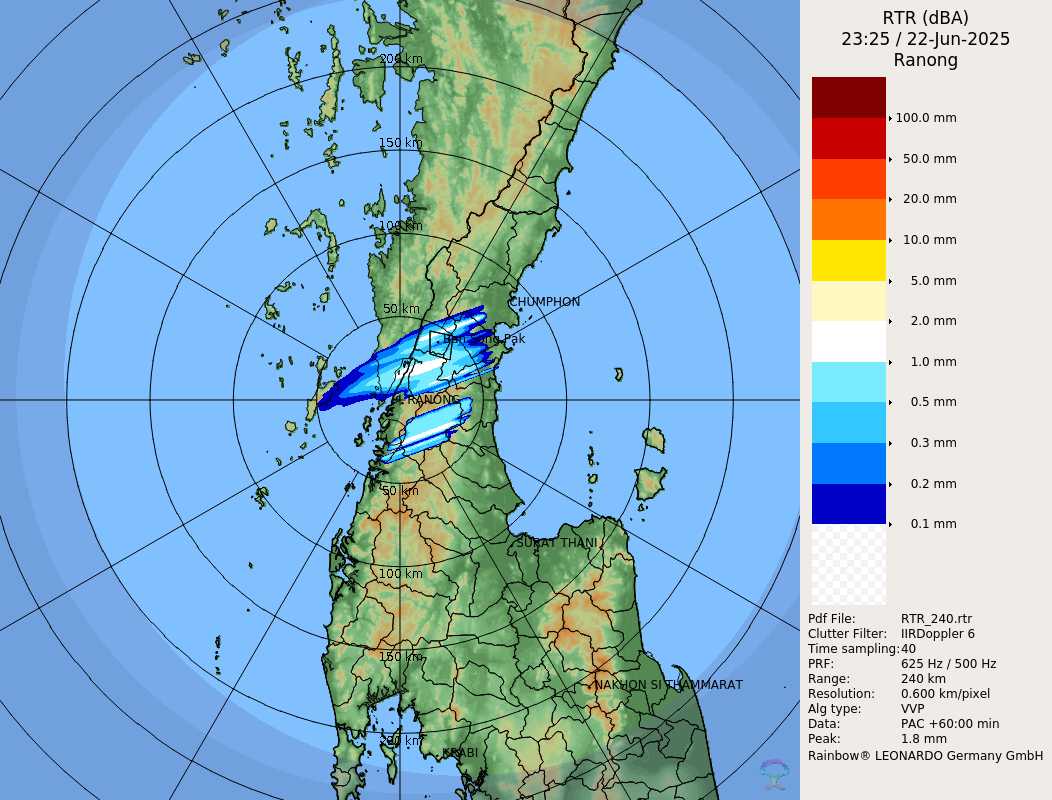 RTR (dBA)
23:25 / 22-Jun-2025
Ranong
100.0 mm
50.0 mm
20.0 mm
10.0 mm
5.0 mm
2.0 mm
1.0 mm
0.5 mm
0.3 mm
0.2 mm
0.1 mm
Pdf File: RTR_240.rtr
Clutter Filter: IIRDoppler 6
Time sampling:40
PRF: 625 Hz / 500 Hz
Range: 240 km
Resolution: 0.600 km/pixel
Alg type: VVP
Data: PAC +60:00 min
Peak: 1.8 mm
Rainbow® LEONARDO Germany GmbH
200 km
150 km
100 km
50 km
CHUMPHON
Pak
RANONG
50 km
SURAT THANI
100 km
150 km
NAKHON SI THAMMARAT
200 km
KRABI